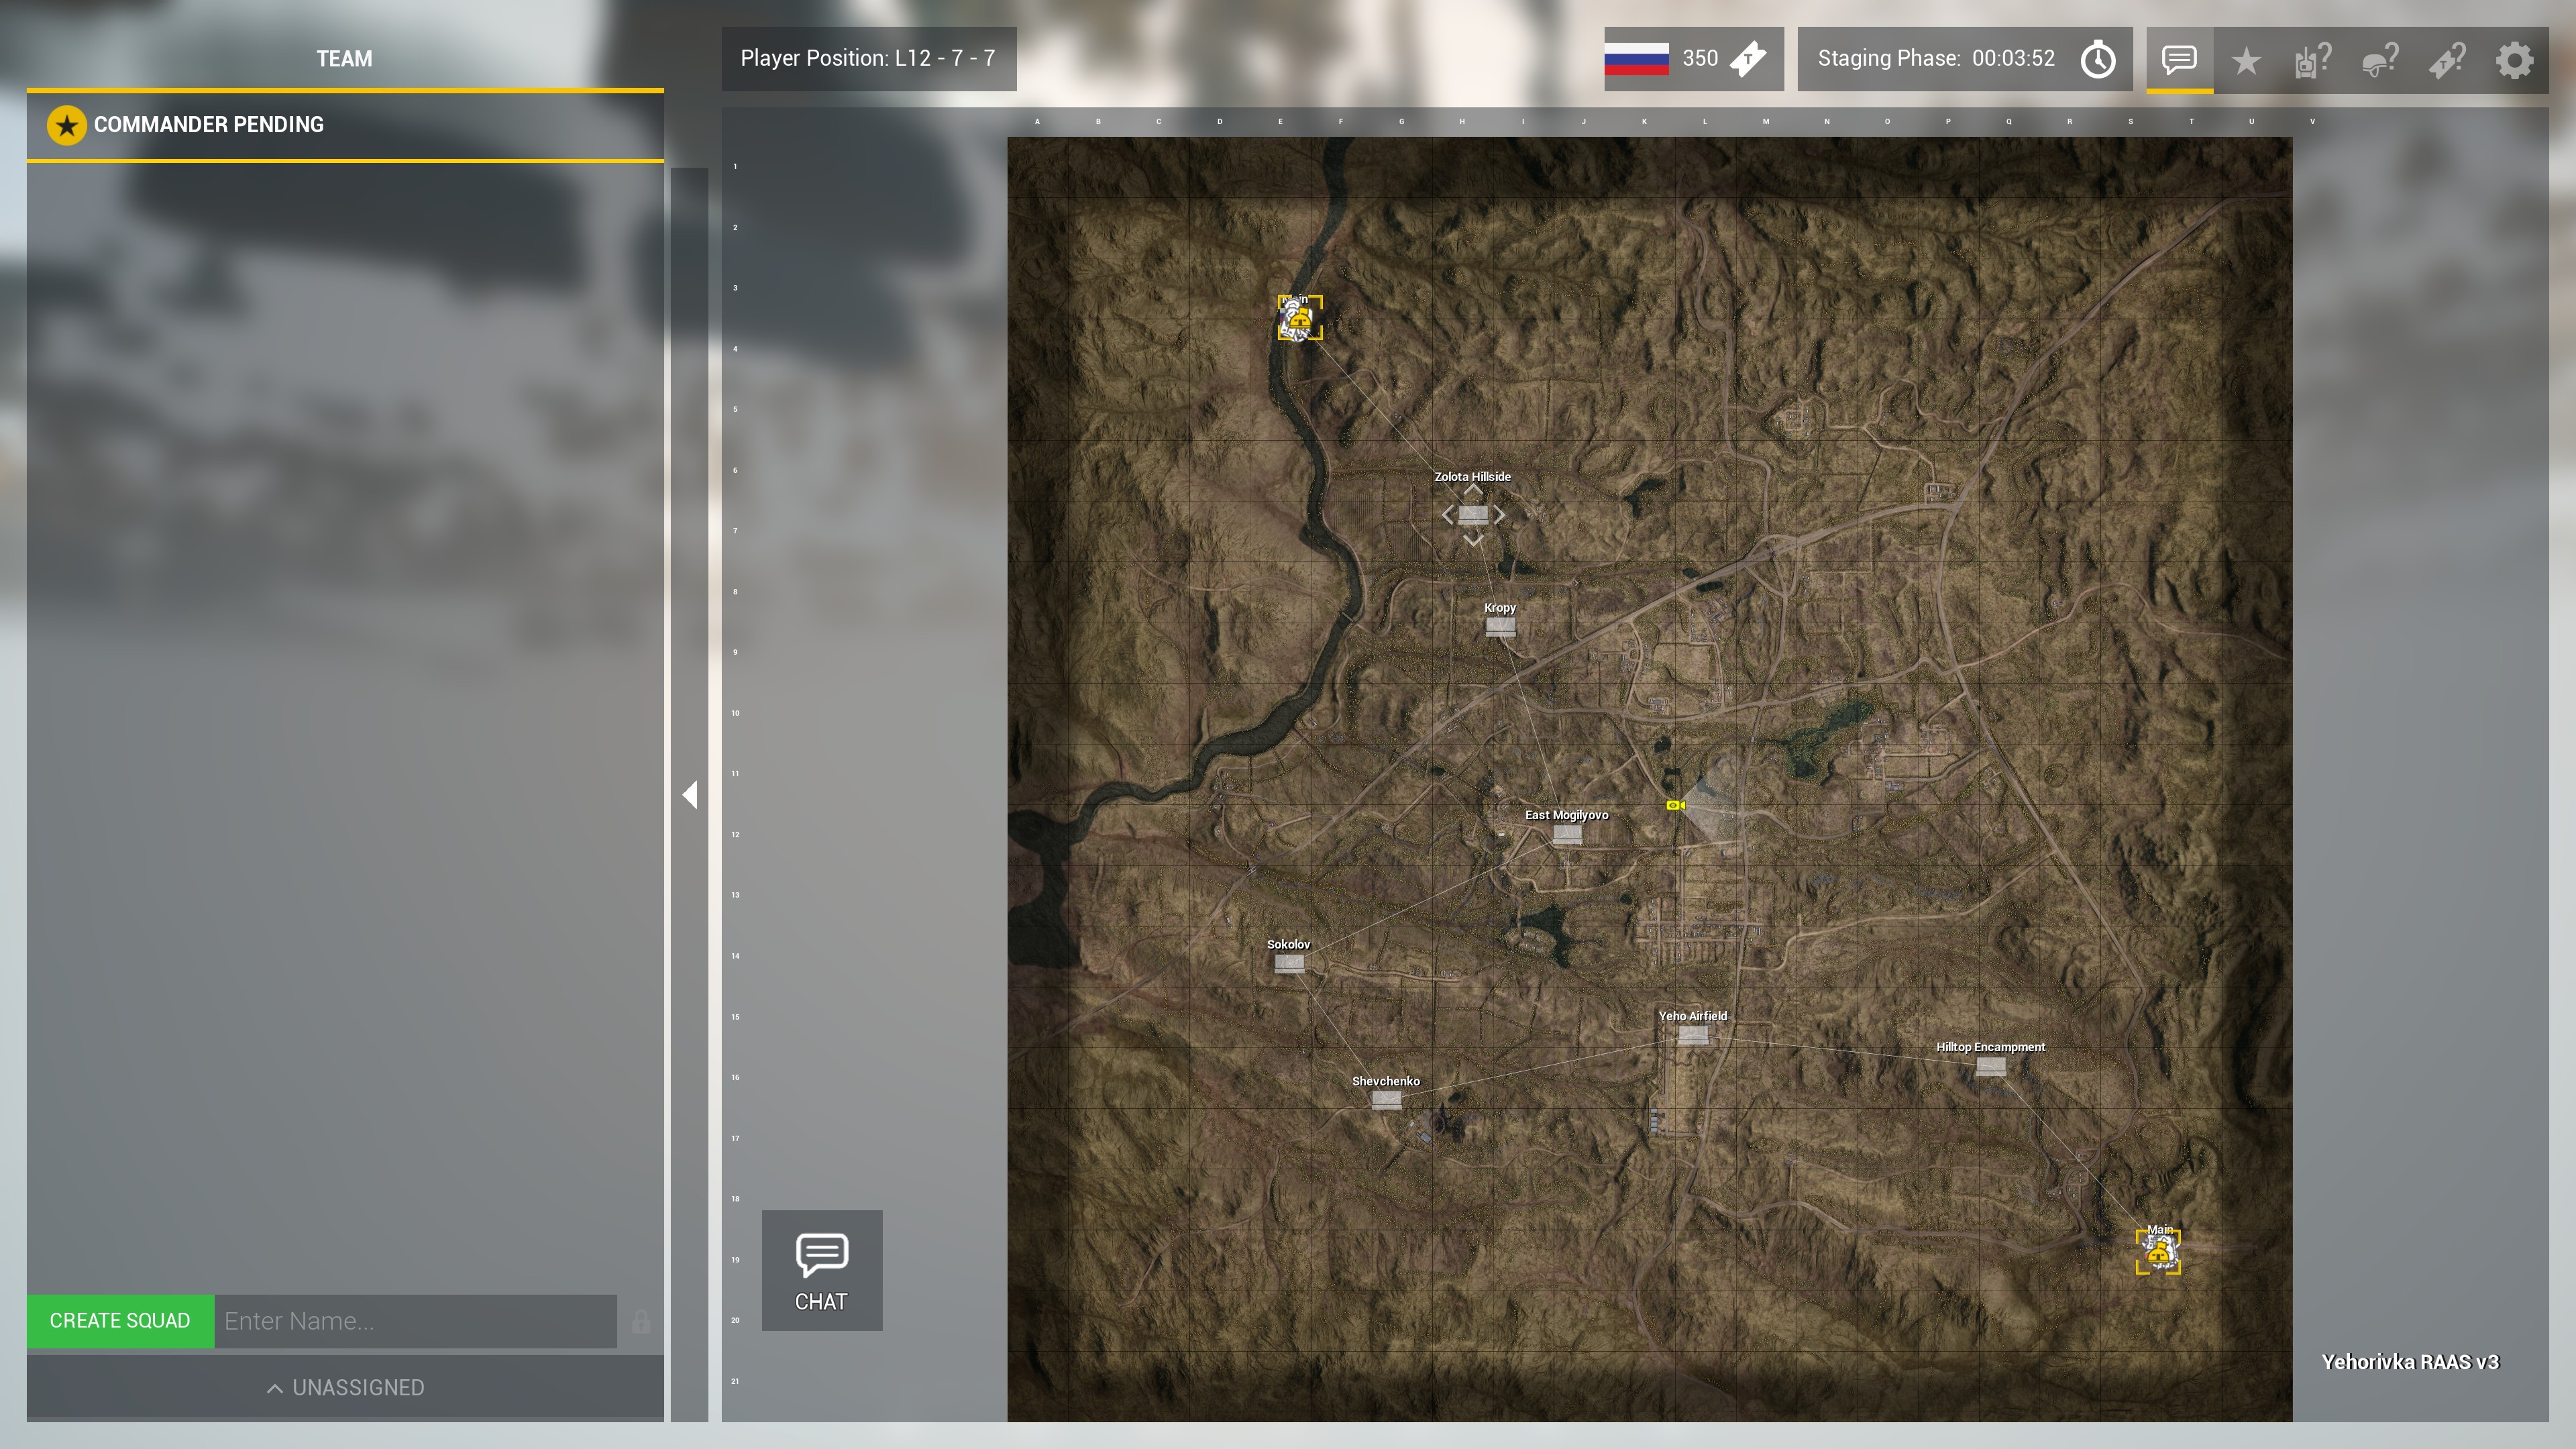 TEAM
Player Position: L12 - 7 - 7
350
Staging Phase: 00:03:52
COMMANDER PENDING
A B C D E F G H I J K L M N O P Q R S T U V
1
2
3
Main
4
5
6
Zolota Hillside
7
8
Kropy
9
10
11
East Mogilyovo
12
13
Sokolov
14
Yeho Airfield
15
Hilltop Encampment
16
Shevchenko
17
18
Main
19
CHAT
CREATE SQUAD
Enter Name...
20
Yehorivka RAAS v3
21
UNASSIGNED